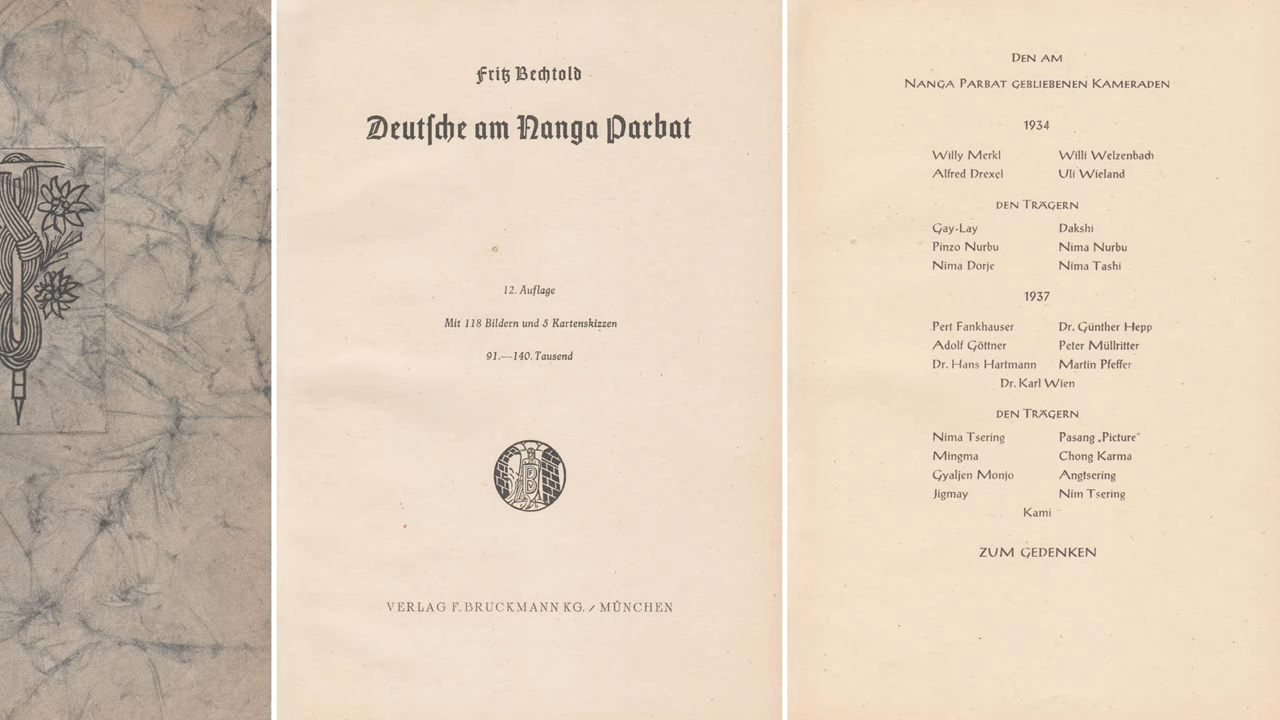 Fritz Bechtold
Deutsche am Nanga Parbat
12. Auflage
Mit 118 Bildern und 5 Kartenskizzen
91.—140. Tausend
B
VERLAG F. BRUCKMANN KG. / MÜNCHEN
DEN AM
NANGA PARBAT GEBLIEBENEN KAMERADEN
1934
Willy Merkl Willi Welzenbach
Alfred Drexel Uli Wieland
DEN TRÄGERN
Gay-Lay Dakshi
Pinzo Nurbu Nima Nurbu
Nima Dorje Nima Tashi
1937
Pert Fankhauser Dr. Günther Hepp
Adolf Göttner Peter Müllritter
Dr. Hans Hartmann Martin Pfeffer
Dr. Karl Wien
DEN TRÄGERN
Nima Tsering Pasang „Picture"
Mingma Chong Karma
Gyaljen Monjo Angtsering
Jigmay Nim Tsering
Kami
ZUM GEDENKEN